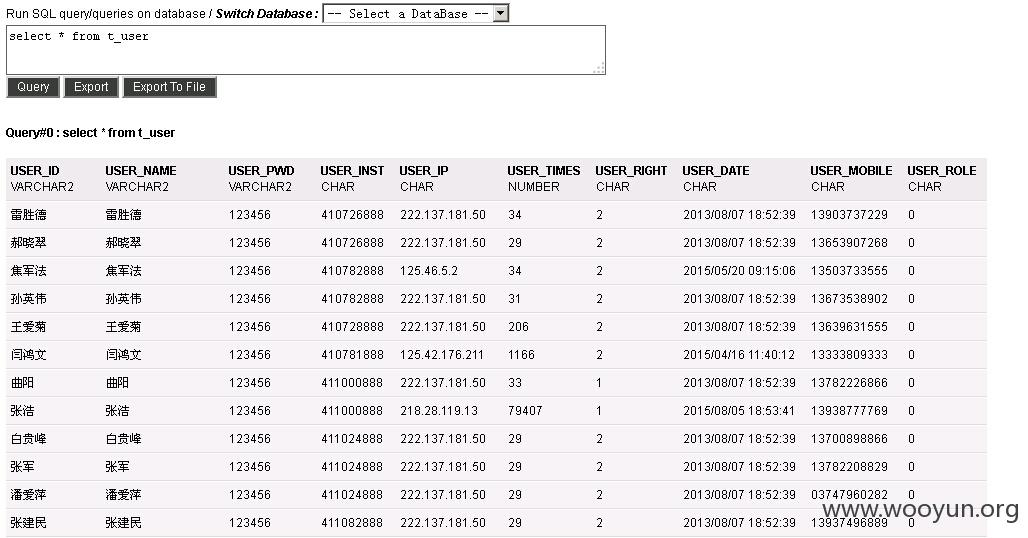 Run SQL query/queries on database / Switch Database : -- Select a DataBase --
select * from t_user
Query Export Export To File
Query#0 : select * from t_user
USER_ID USER_NAME USER_PWD USER_INST USER_IP USER_TIMES USER_RIGHT USER_DATE USER_MOBILE USER_ROLE
VARCHAR2 VARCHAR2 VARCHAR2 CHAR CHAR NUMBER CHAR CHAR CHAR CHAR
雷胜德 雷胜德 123456 410726888 222.137.181.50 34 2 2013/08/07 18:52:39 13903737229 0
郝晓翠 郝晓翠 123456 410726888 222.137.181.50 29 2 2013/08/07 18:52:39 13653907268 0
焦军法 焦军法 123456 410782888 125.46.5.2 34 2 2015/05/20 09:15:06 13503733555 0
孙英伟 孙英伟 123456 410782888 222.137.181.50 31 2 2013/08/07 18:52:39 13673538902 0
王爱菊 王爱菊 123456 410728888 222.137.181.50 206 2 2013/08/07 18:52:39 13639631555 0
闫鸿文 闫鸿文 123456 410781888 125.42.176.211 1166 2 2015/04/16 11:40:12 13333809333 0
曲阳 曲阳 123456 411000888 222.137.181.50 33 1 2013/08/07 18:52:39 13782226866 0
张洁 张洁 123456 411000888 218.28.119.13 79407 1 2015/08/05 18:53:41 13938777769 0
白贵峰 白贵峰 123456 411024888 222.137.181.50 29 2 2013/08/07 18:52:39 13700898866 0
张军 张军 123456 411024888 222.137.181.50 29 2 2013/08/07 18:52:39 13782208829 0
潘爱萍 潘爱萍 123456 411024888 222.137.181.50 29 2 2013/08/07 18:52:39 03747960282 0
张建民 张建民 123456 411082888 222.137.181.50 29 2 2013/08/07 18:52:39 13937496889 0
www.wooyun.org